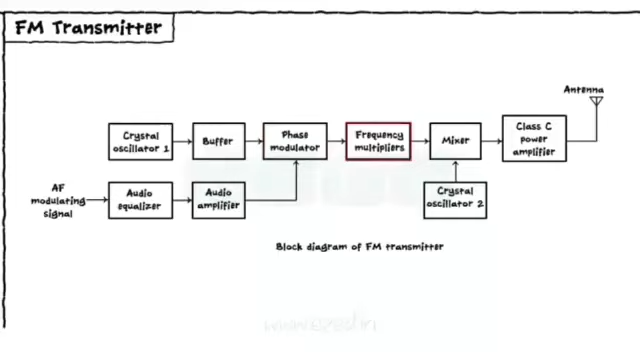 FM Transmitter
Antenna
Crystal
oscillator 1
Buffer
Phase
modulator
Frequency
multipliers
Mixer
Class C
power
amplifier
AF
modulating
signal
Audio
equalizer
Audio
amplifier
Crystal
oscillator 2
Block diagram of FM transmitter